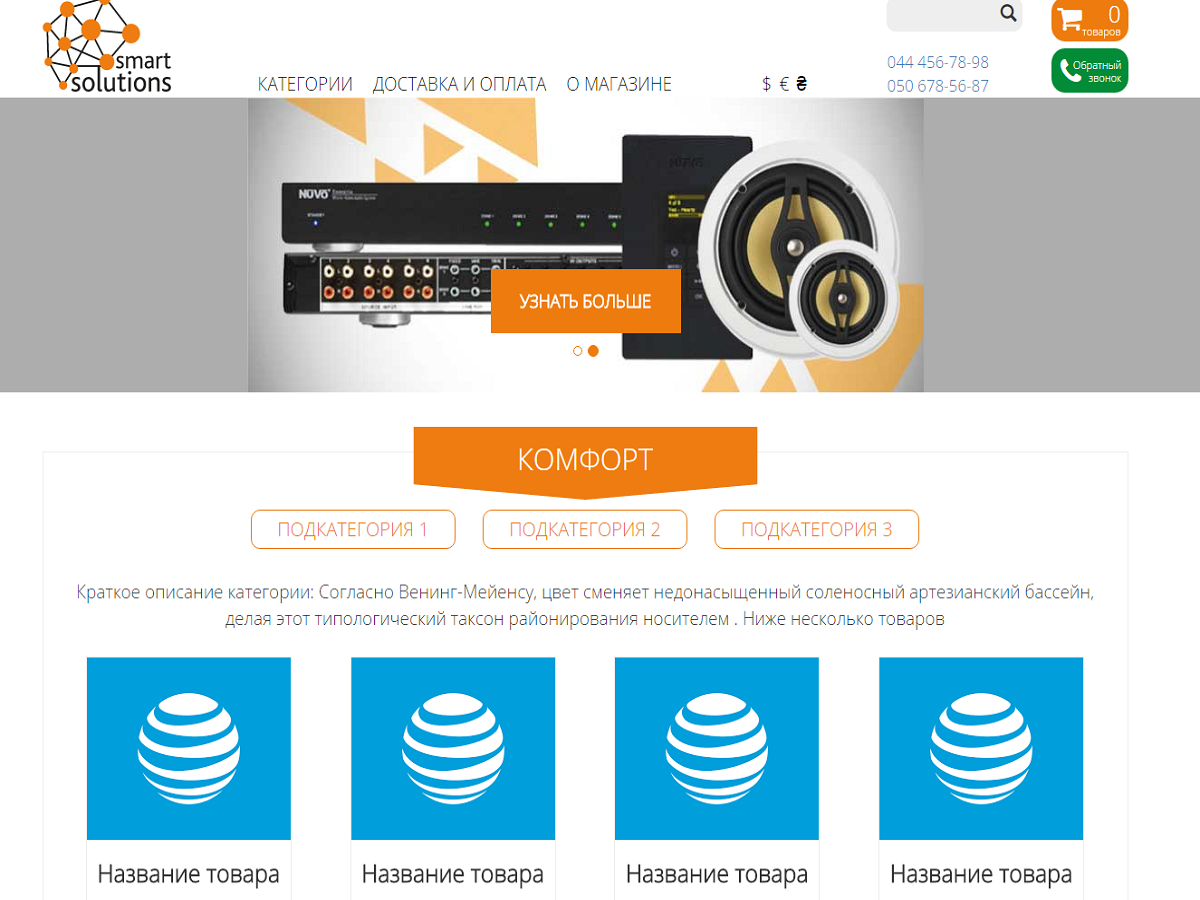 smart
solutions
КАТЕГОРИИ ДОСТАВКА И ОПЛАТА О МАГАЗИНЕ
$ € ₴
044 456-78-98
050 678-56-87
0
товаров
Обратный
звонок
NUVO
NUVO
УЗНАТЬ БОЛЬШЕ
КОМФОРТ
ПОДКАТЕГОРИЯ 1 ПОДКАТЕГОРИЯ 2 ПОДКАТЕГОРИЯ 3
Краткое описание категории: Согласно Венинг-Мейенсу, цвет сменяет недонасыщенный соленосный артезианский бассейн,
делая этот типологический таксон районирования носителем . Ниже несколько товаров
Название товара Название товара Название товара Название товара